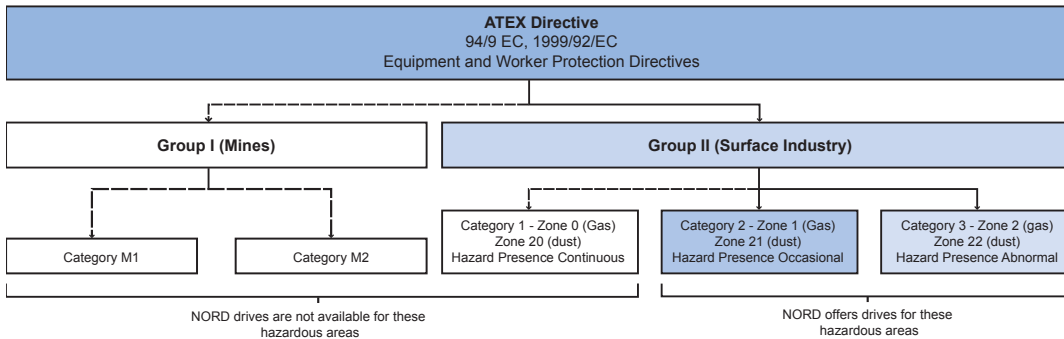 ATEX Directive
94/9 EC, 1999/92/EC
Equipment and Worker Protection Directives
Group I (Mines)
Group II (Surface Industry)
Category M1
Category M2
Category 1 - Zone 0 (Gas)
Zone 20 (dust)
Hazard Presence Continuous
Category 2 - Zone 1 (Gas)
Zone 21 (dust)
Hazard Presence Occasional
Category 3 - Zone 2 (gas)
Zone 22 (dust)
Hazard Presence Abnormal
NORD drives are not available for these
hazardous areas
NORD offers drives for these
hazardous areas